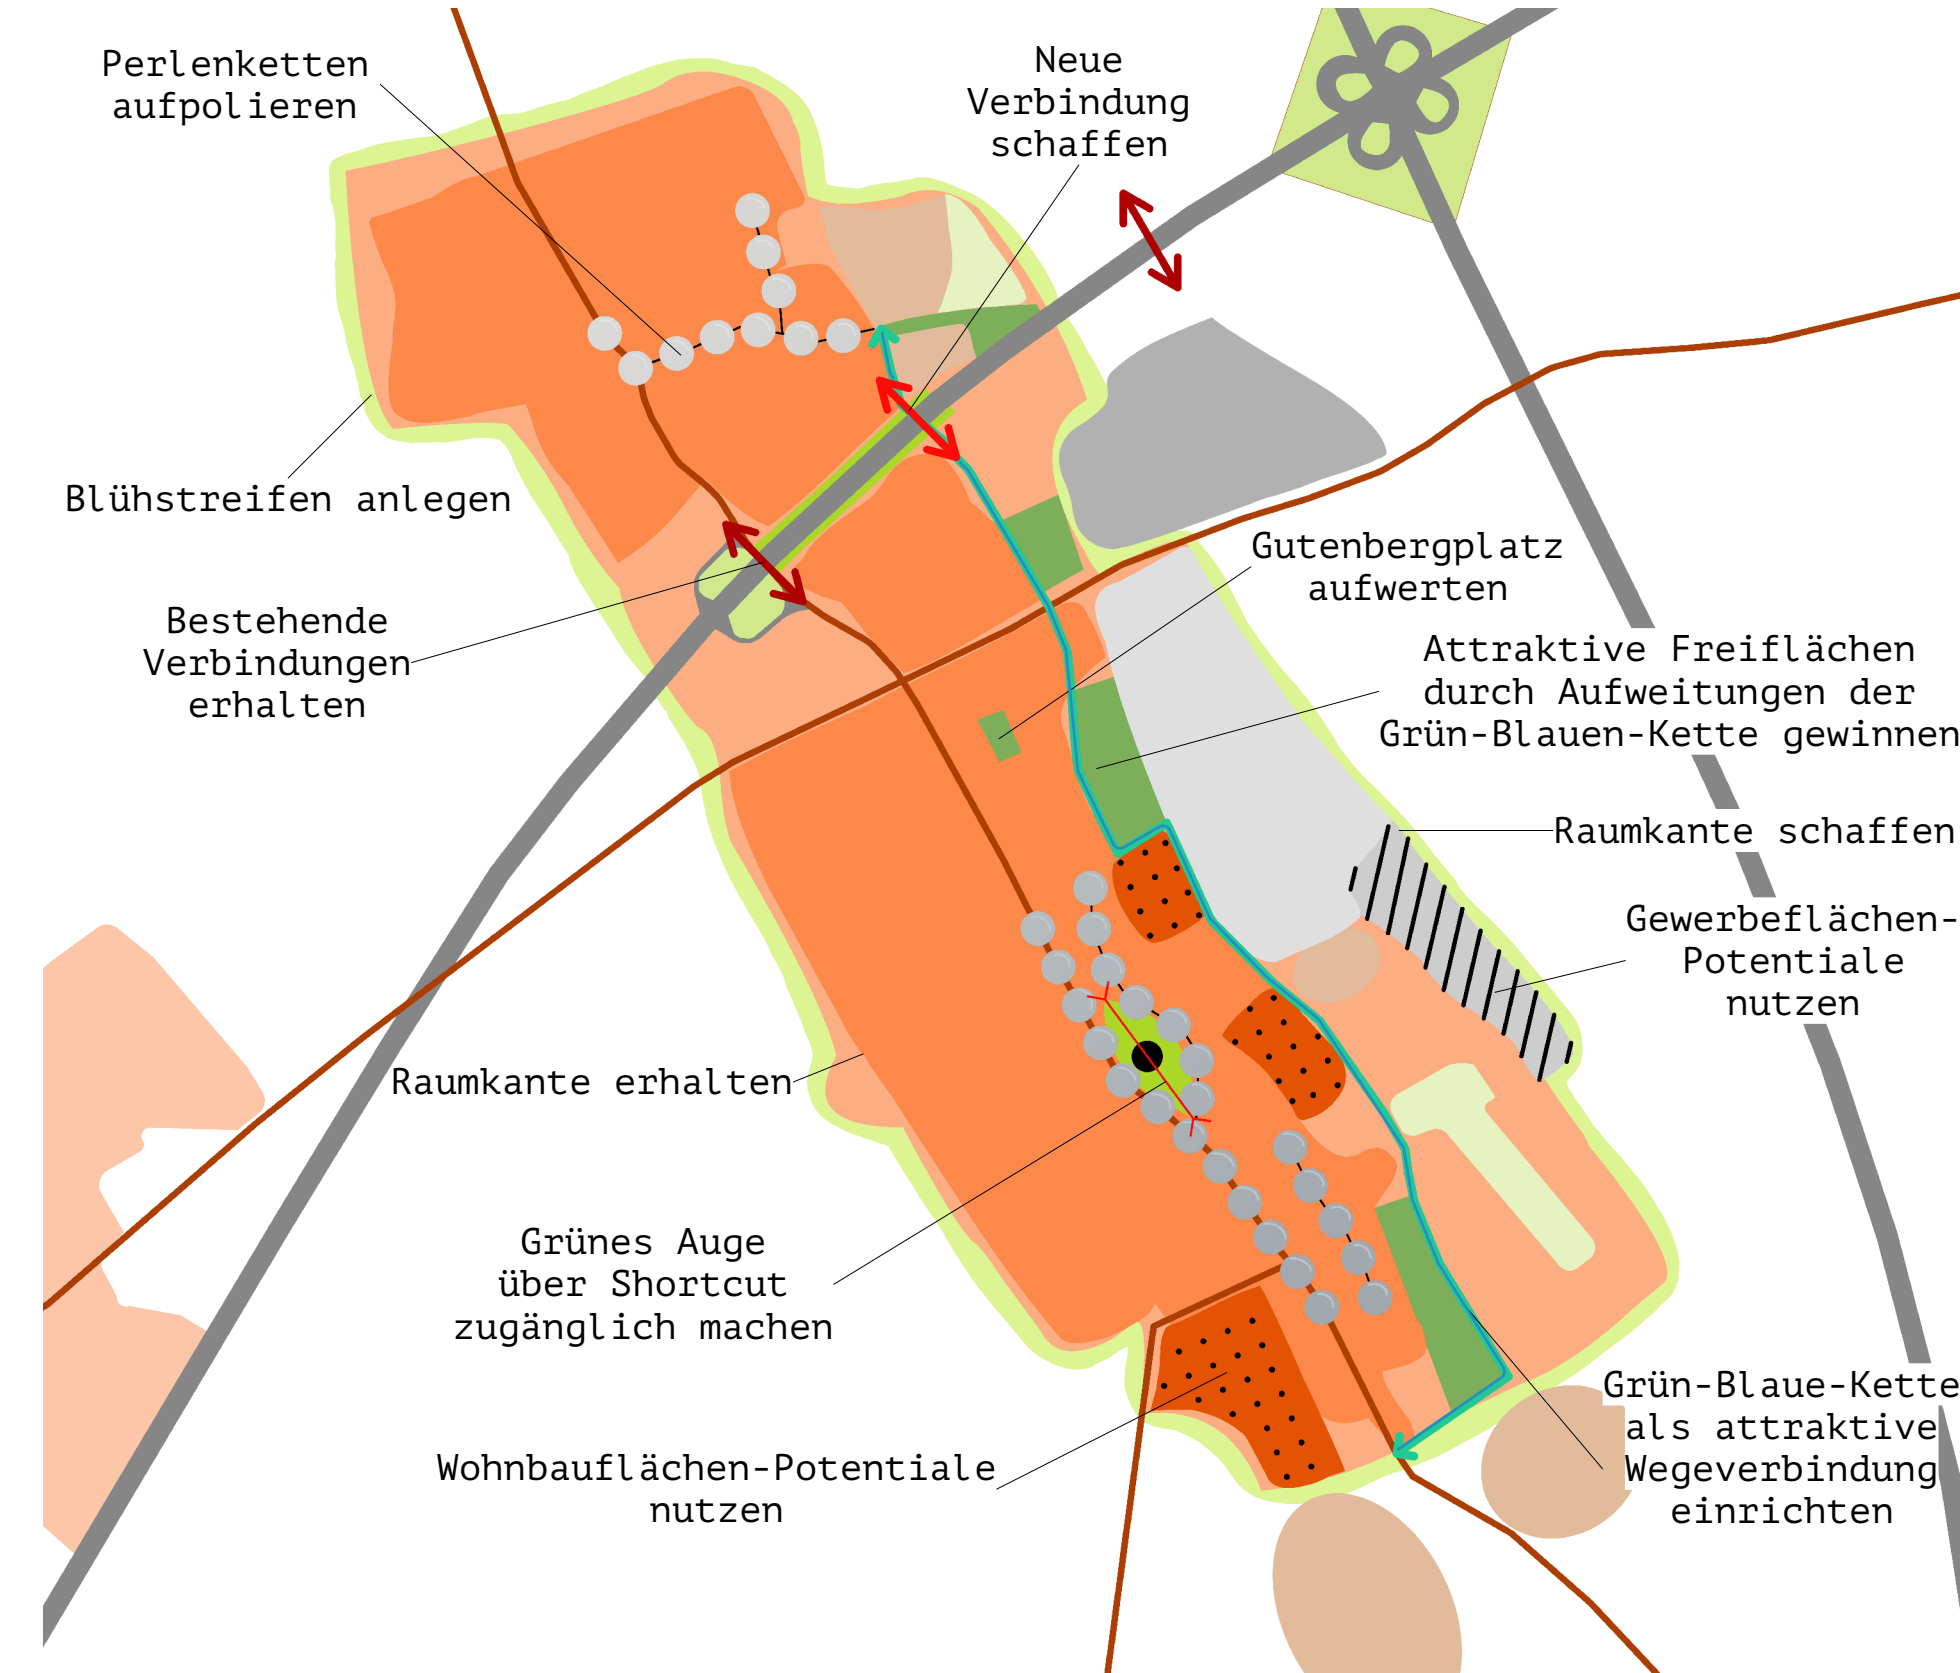 Perlenketten
aufpolieren
Neue
Verbindung
schaffen
Blühstreifen anlegen
Gutenbergplatz
aufwerten
Bestehende
Verbindungen
erhalten
Attraktive Freiflächen
durch Aufweitungen der
Grün-Blauen-Kette gewinnen
Raumkante schaffen
Gewerbeflächen-
Potentiale
nutzen
Raumkante erhalten
Grünes Auge
über Shortcut
zugänglich machen
Grün-Blaue-Kette
als attraktive
Wegeverbindung
einrichten
Wohnbauflächen-Potentiale
nutzen